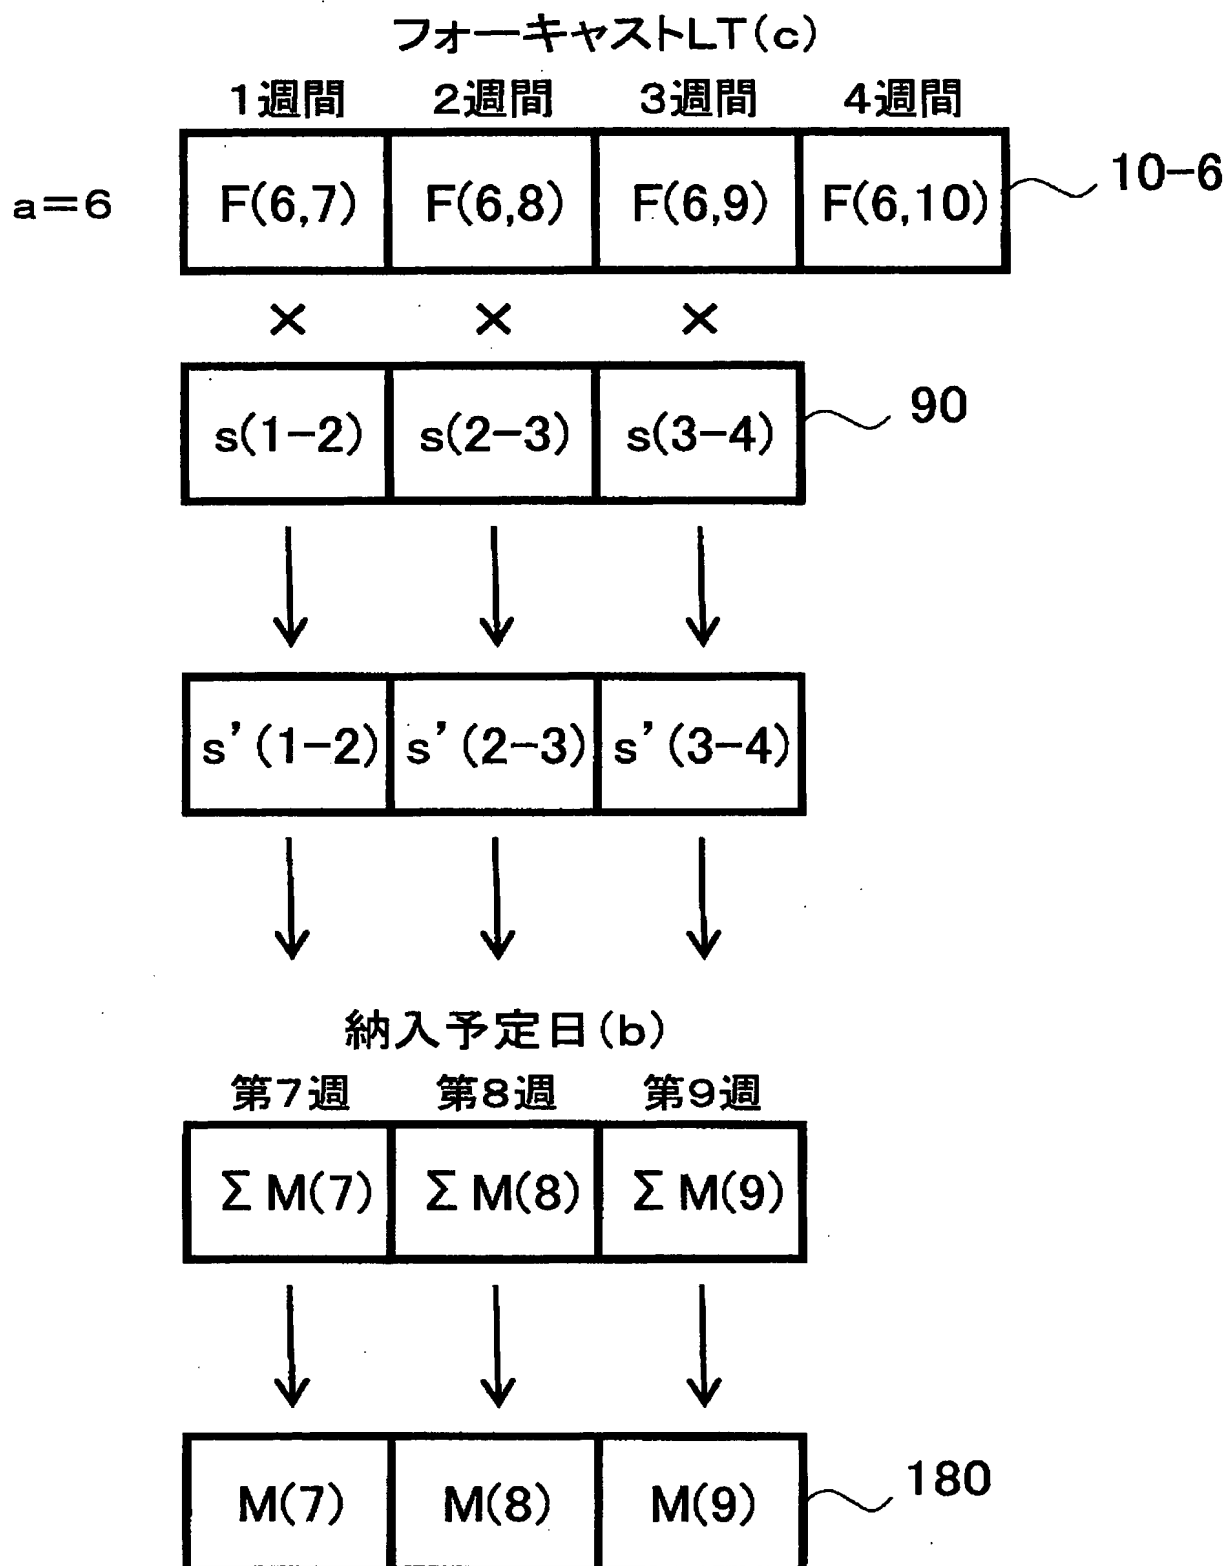 フォーキャストLT(c)
1週間 2週間 3週間 4週間
a=6 F(6,7) F(6,8) F(6,9) F(6,10) 10-6
× × ×
s(1-2) s(2-3) s(3-4) 90
s'(1-2) s'(2-3) s'(3-4)
納入予定日(b)
第7週 第8週 第9週
Σ M(7) Σ M(8) Σ M(9)
M(7) M(8) M(9) 180